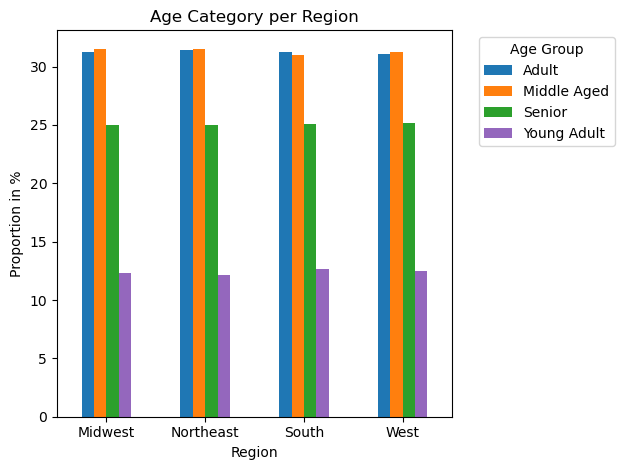 Age Category per Region
Proportion in %
30
25
20
15
10
5
0
Midwest Northeast South West
Region
Age Group
Adult
Middle Aged
Senior
Young Adult